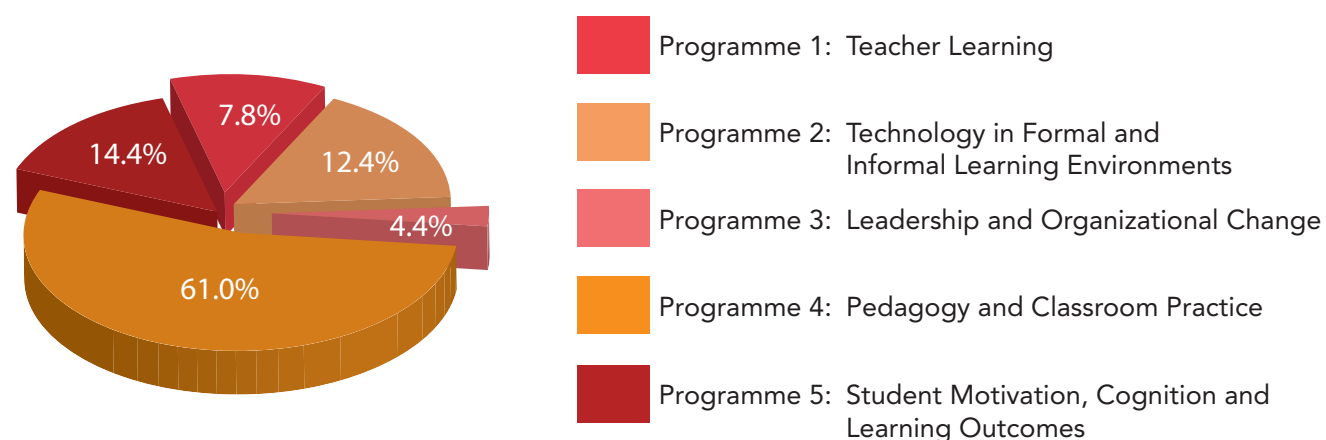 7.8%
14.4%
12.4%
4.4%
61.0%
Programme 1: Teacher Learning
Programme 2: Technology in Formal and
Informal Learning Environments
Programme 3: Leadership and Organizational Change
Programme 4: Pedagogy and Classroom Practice
Programme 5: Student Motivation, Cognition and
Learning Outcomes